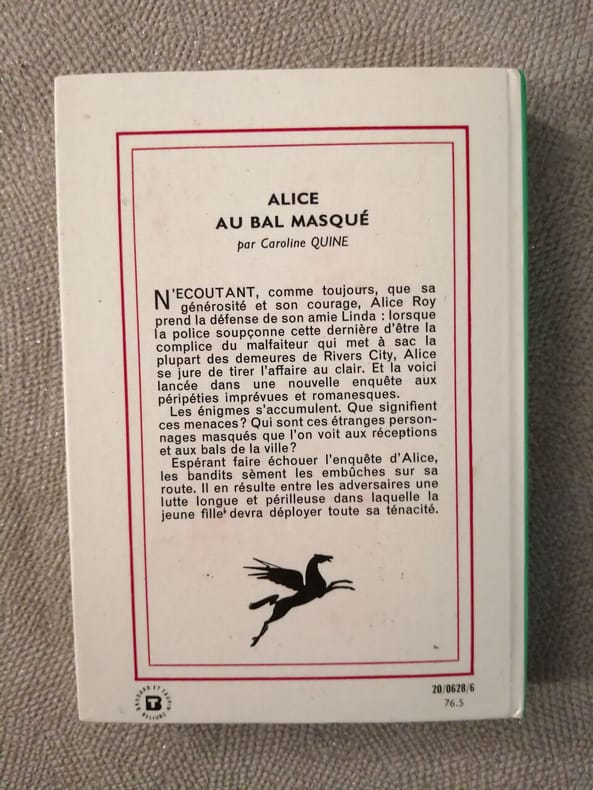 ALICE
AU BAL MASQUÉ
par Caroline QUINE
N'ECOUTANT, comme toujours, que sa
générosité et son courage, Alice Roy
prend la défense de son amie Linda : lorsque
la police soupçonne cette dernière d'être la
complice du malfaiteur qui met à sac la
plupart des demeures de Rivers City, Alice
se jure de tirer l'affaire au clair. Et la voici
lancée dans une nouvelle enquête aux
péripéties imprévues et romanesques.
Les énigmes s'accumulent. Que signifient
ces menaces ? Qui sont ces étranges person-
nages masqués que l'on voit aux réceptions
et aux bals de la ville ?
Espérant faire échouer l'enquête d'Alice,
les bandits sèment les embûches sur sa
route. Il en résulte entre les adversaires une
lutte longue et périlleuse dans laquelle la
jeune fille devra déployer toute sa ténacité.
BRODARD ET TAUPIN
RELIURE
20/0628/6
76.5